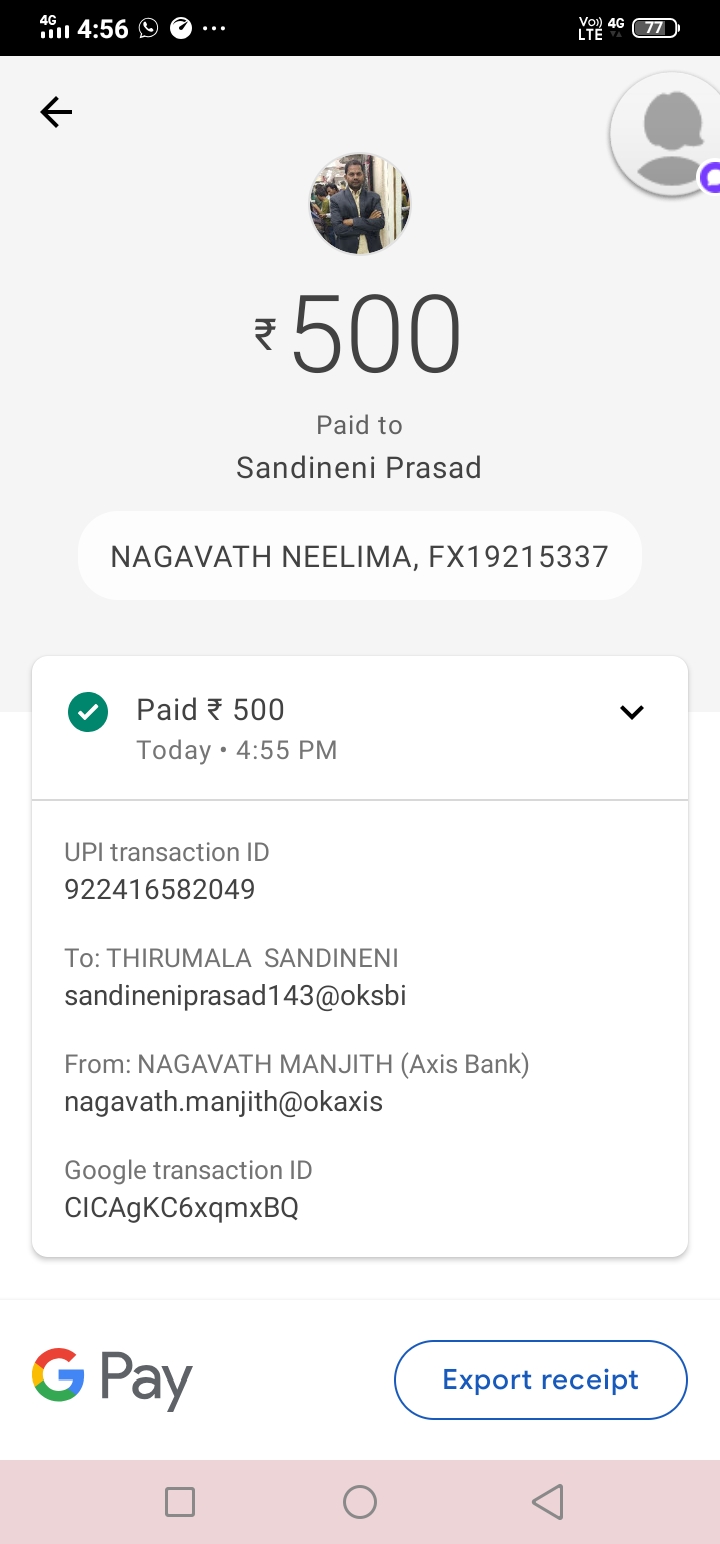 4G 4:56 ... Vo)) LTE 4G 77
₹500
Paid to
Sandineni Prasad
NAGAVATH NEELIMA, FX19215337
Paid ₹ 500
Today • 4:55 PM
UPI transaction ID
922416582049
To: THIRUMALA  SANDINENI
sandineniprasad143@oksbi
From: NAGAVATH MANJITH (Axis Bank)
nagavath.manjith@okaxis
Google transaction ID
CICAgKC6xqmxBQ
G Pay
Export receipt